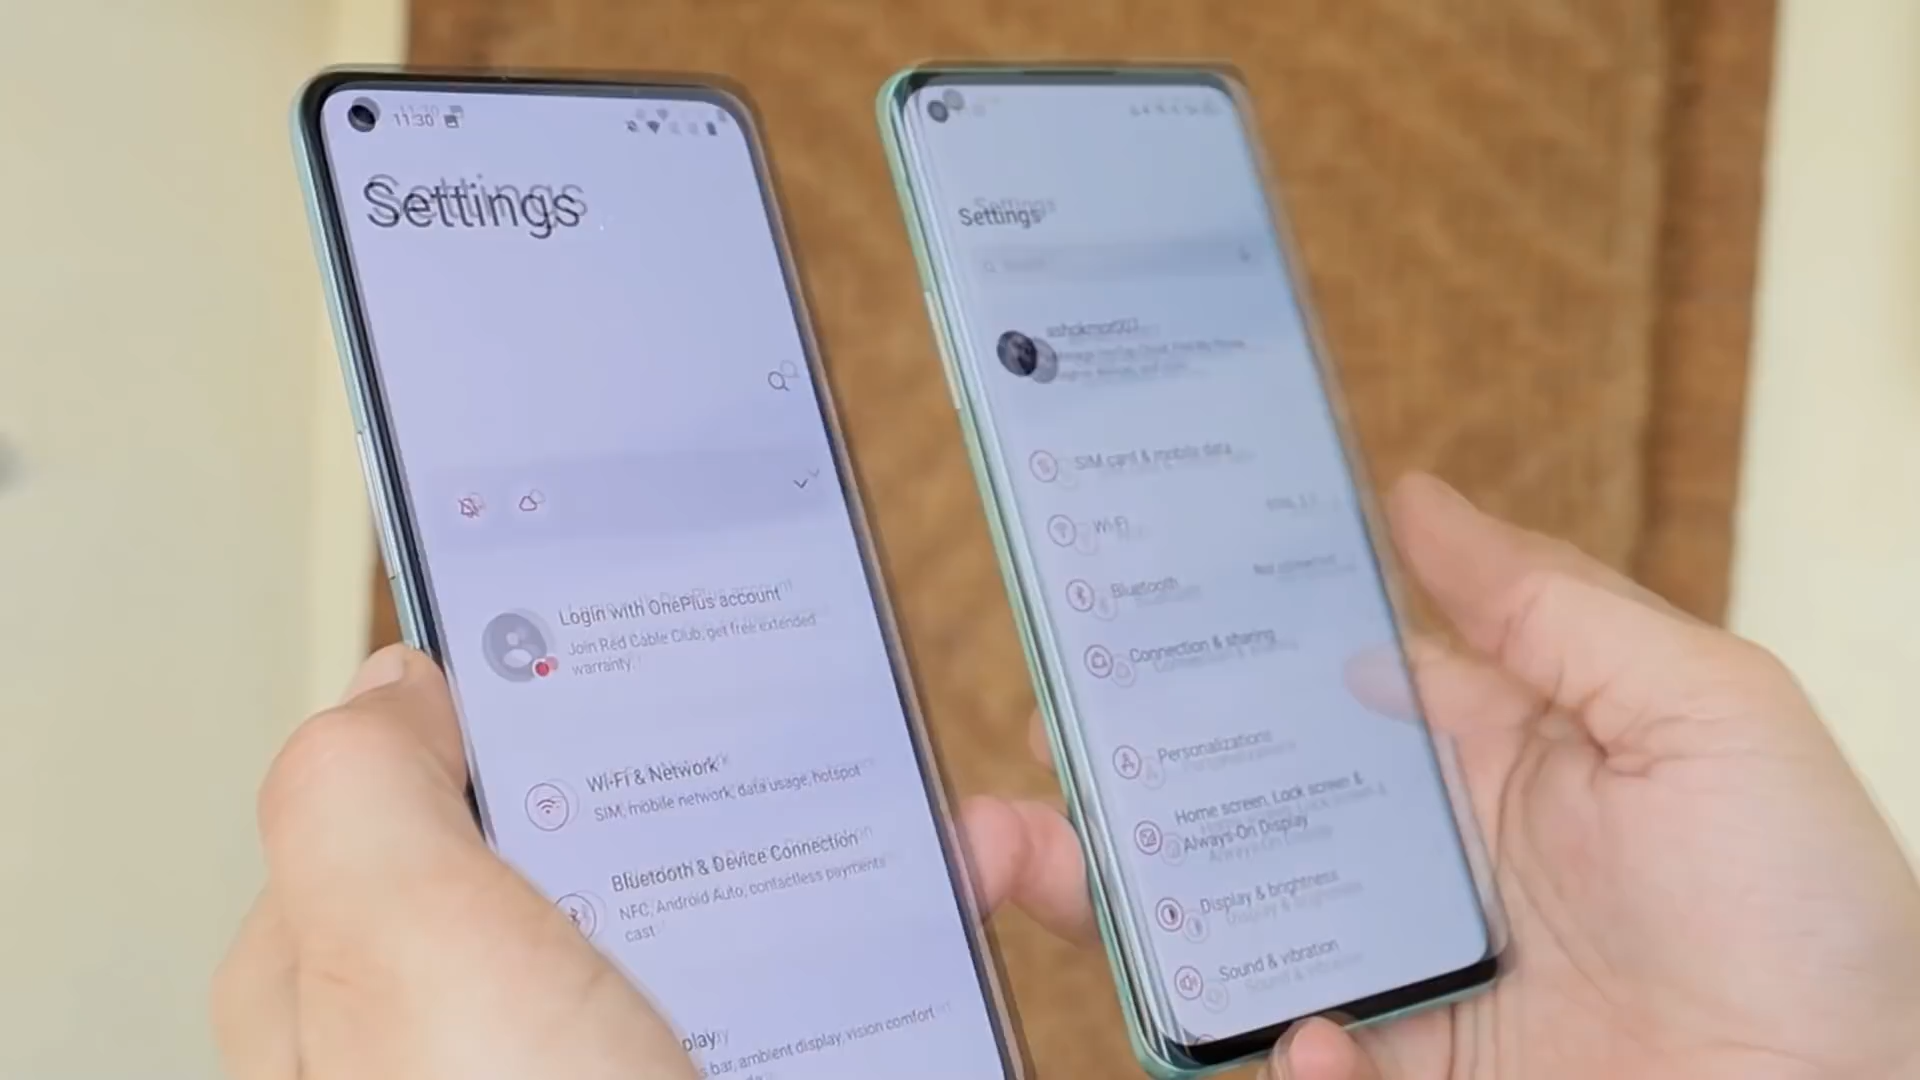 11:30
Settings
Login with OnePlus account
Join Red Cable Club, get free extended
warranty.
Wi-Fi & Network
SIM, mobile network, data usage, hotspot
Bluetooth & Device Connection
NFC, Android Auto, contactless payments
cast
play
s bar, ambient display, vision comfort
Settings
SIM card & mobile data
Wi-Fi
Bluetooth
Not connected
Connection & sharing
Personalizations
Home screen, Lock screen &
Always-On Display
Display & brightness
Sound & vibration